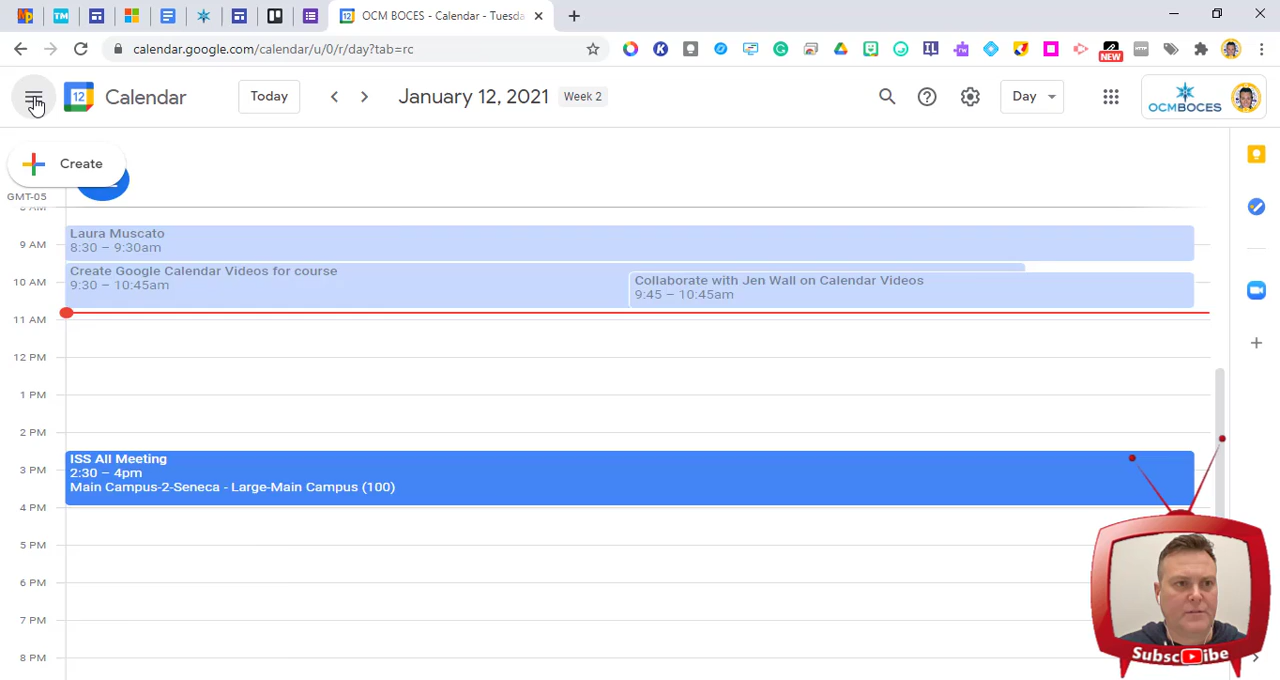 OCM BOCES - Calendar - Tuesda
calendar.google.com/calendar/u/0/r/day?tab=rc
NEW
12
Calendar
Today
January 12, 2021
Week 2
Day
OCMBOCES
Create
GMT-05
Laura Muscato
8:30 – 9:30am
9 AM
Create Google Calendar Videos for course
9:30 – 10:45am
Collaborate with Jen Wall on Calendar Videos
9:45 – 10:45am
10 AM
11 AM
12 PM
1 PM
2 PM
ISS All Meeting
2:30 – 4pm
Main Campus-2-Seneca - Large-Main Campus (100)
3 PM
4 PM
5 PM
6 PM
7 PM
8 PM
Subscribe